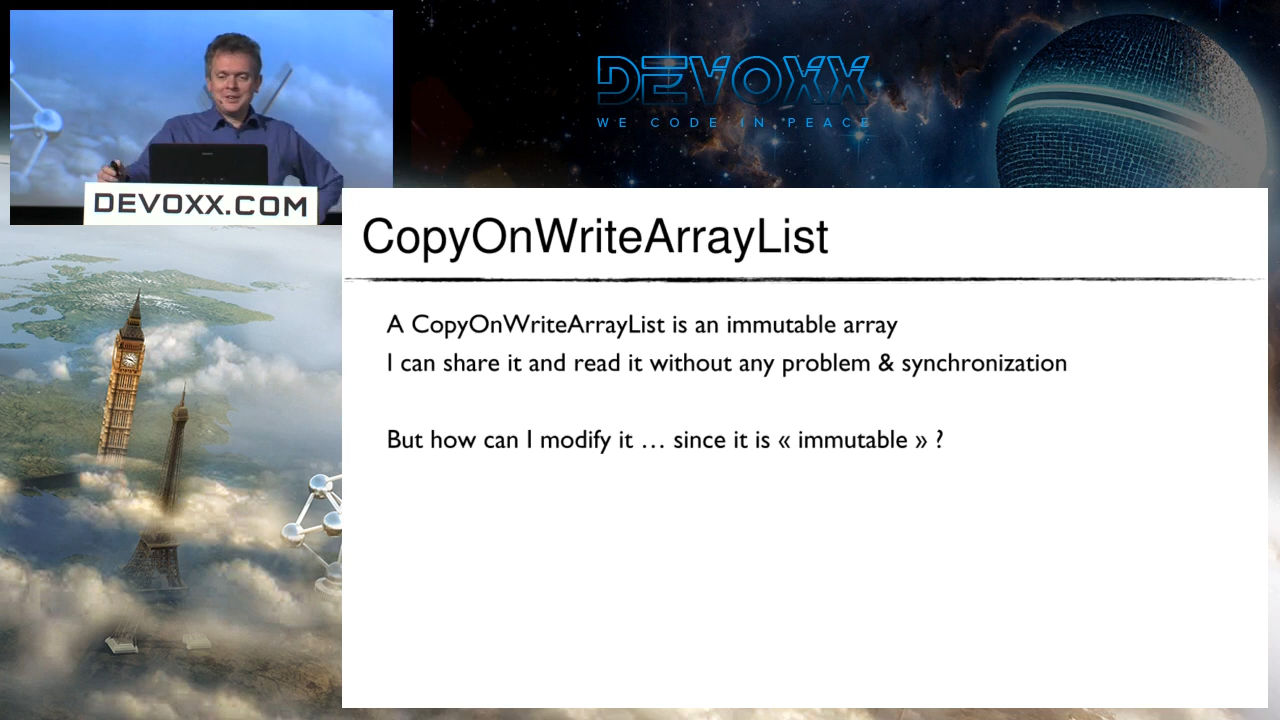 DEVOXX
WE CODE IN PEACE
DEVOXX.COM
CopyOnWriteArrayList
A CopyOnWriteArrayList is an immutable array
I can share it and read it without any problem & synchronization
But how can I modify it … since it is « immutable » ?